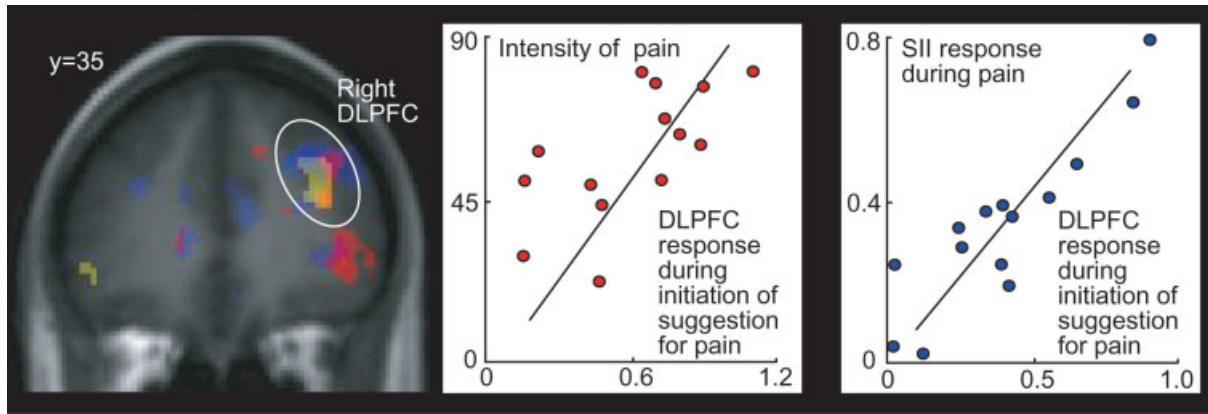 y=35
Right
DLPFC
90
45
0
Intensity of pain
DLPFC
response
during
initiation of
suggestion
for pain
0
0.6
1.2
0.8
0.4
0
SII response
during pain
DLPFC
response
during
initiation of
suggestion
for pain
0
0.5
1.0